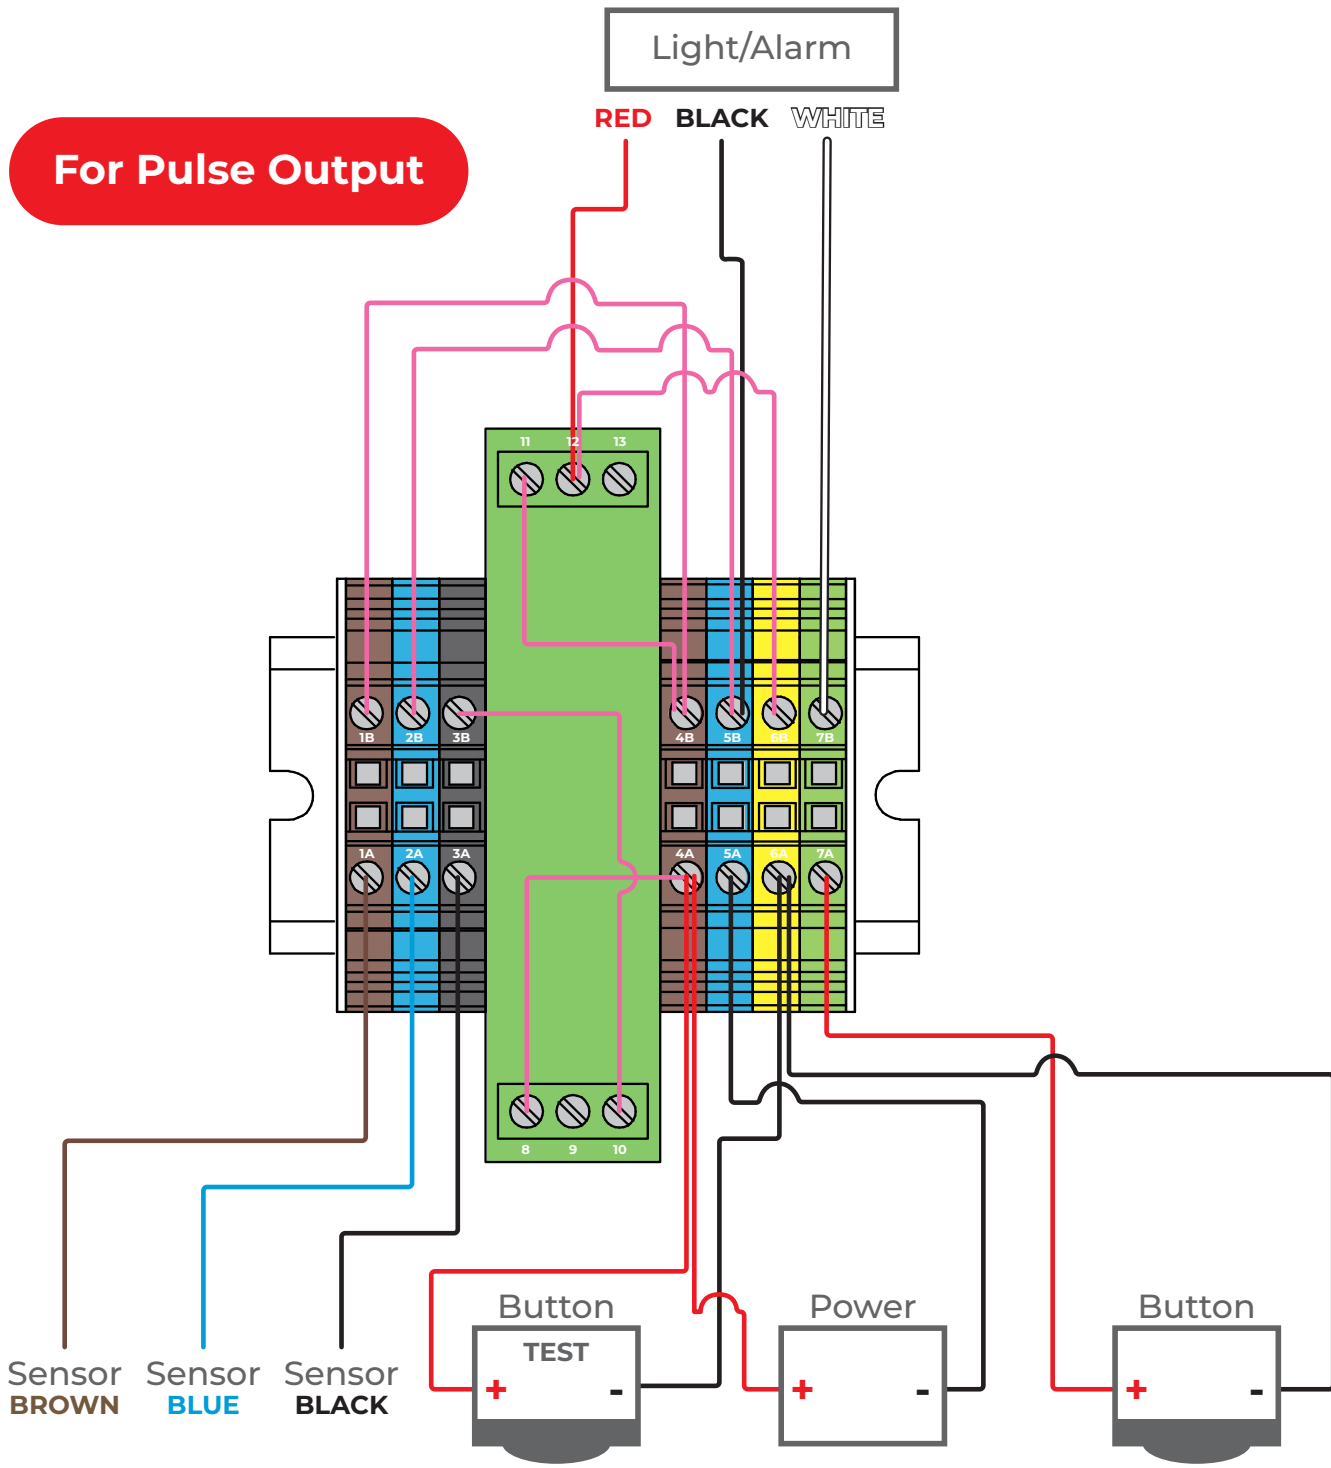 Light/Alarm
RED BLACK WHITE
For Pulse Output
11 12 13
1B 2B 3B 4B 5B 6B 7B
1A 2A 3A 4A 5A 6A 7A
8 9 10
Button Power Button
TEST
Sensor Sensor Sensor
BROWN BLUE BLACK
+ - + - + -